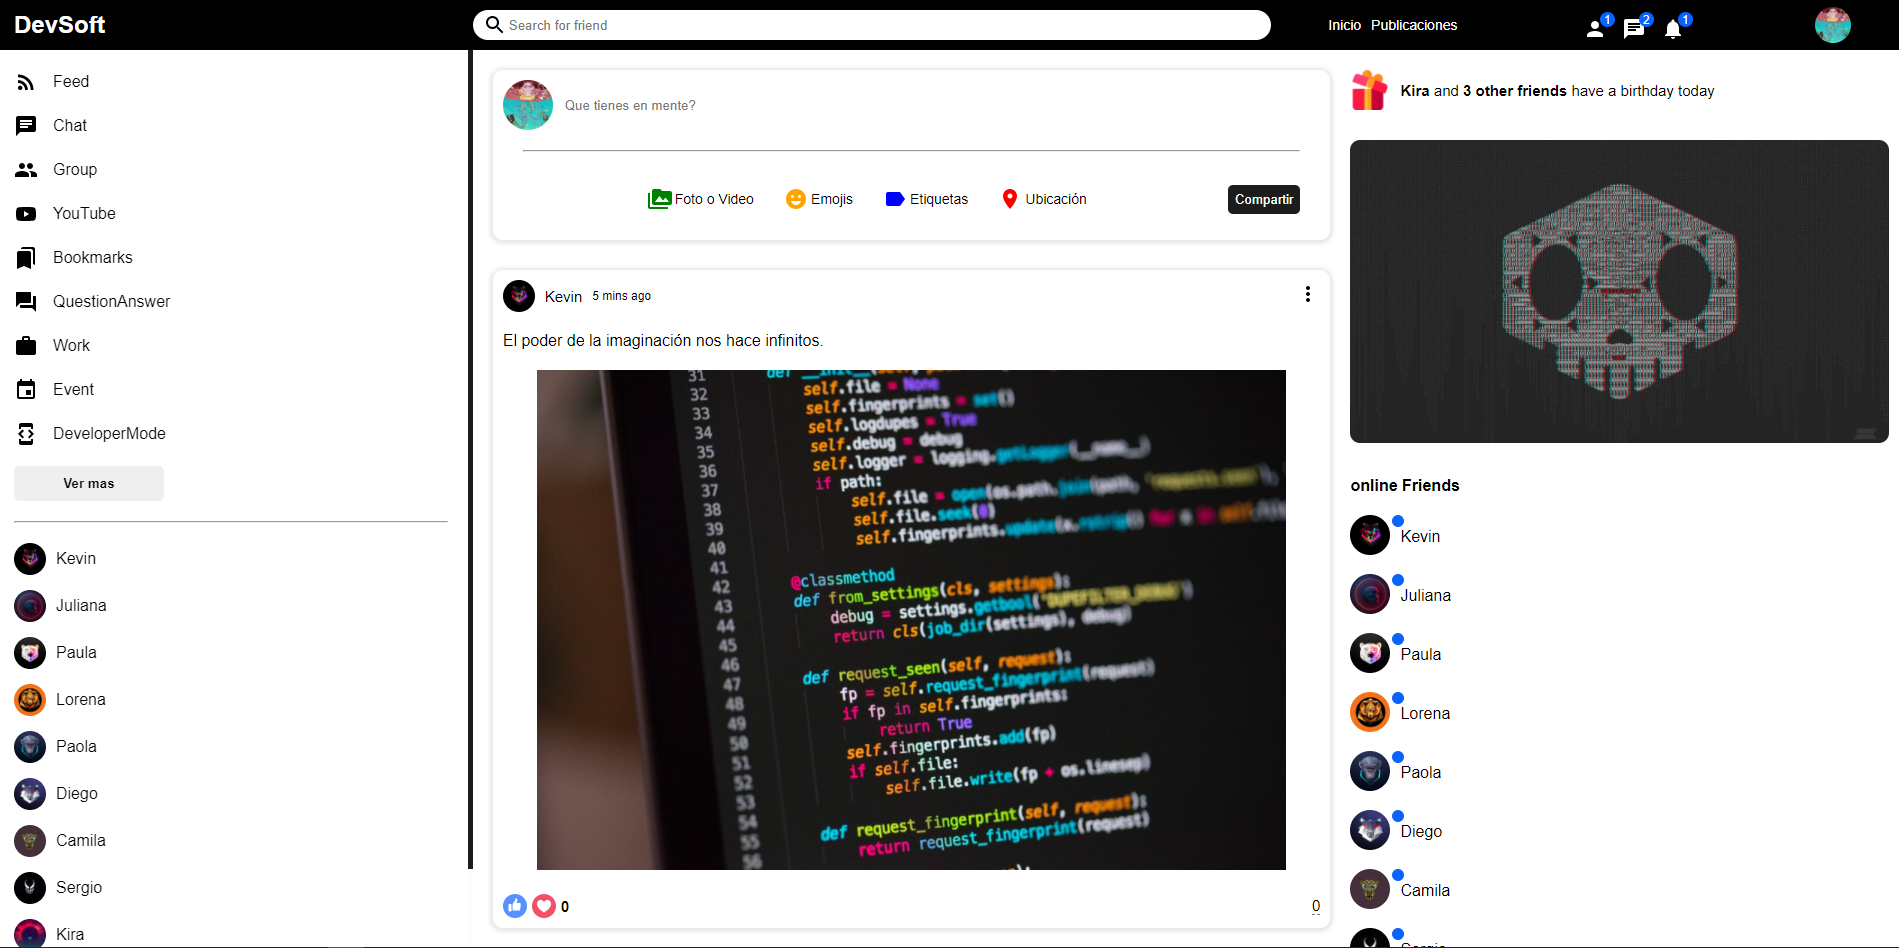 DevSoft
Search for friend
Inicio Publicaciones
1
2
1
Feed
Chat
Group
YouTube
Bookmarks
QuestionAnswer
Work
Event
DeveloperMode
Ver mas
Kevin
Juliana
Paula
Lorena
Paola
Diego
Camila
Sergio
Kira
Que tienes en mente?
Foto o Video
Emojis
Etiquetas
Ubicación
Compartir
Kevin 5 mins ago
El poder de la imaginación nos hace infinitos.
31 def __init__(self,
32 self.file = None
33 self.fingerprints = set()
34 self.logdupes = True
35 self.debug = debug
36 self.logger = logging.getLogger(__name__)
37 if path:
38 self.file = open(os.path.join(path, 'requests.seen'),
39 self.file.seek(0)
40 self.fingerprints.update(x.rstrip() for x in self.file
41
42 @classmethod
43 def from_settings(cls, settings):
44 debug = settings.getbool('DUPEFILTER_DEBUG')
45 return cls(job_dir(settings), debug)
46
47 def request_seen(self, request):
48 fp = self.request_fingerprint(request)
49 if fp in self.fingerprints:
50 return True
51 self.fingerprints.add(fp)
52 if self.file:
53 self.file.write(fp + os.linesep)
54
55 def request_fingerprint(self, request):
56 return request_fingerprint(request)
0
0
Kira and 3 other friends have a birthday today
online Friends
Kevin
Juliana
Paula
Lorena
Paola
Diego
Camila